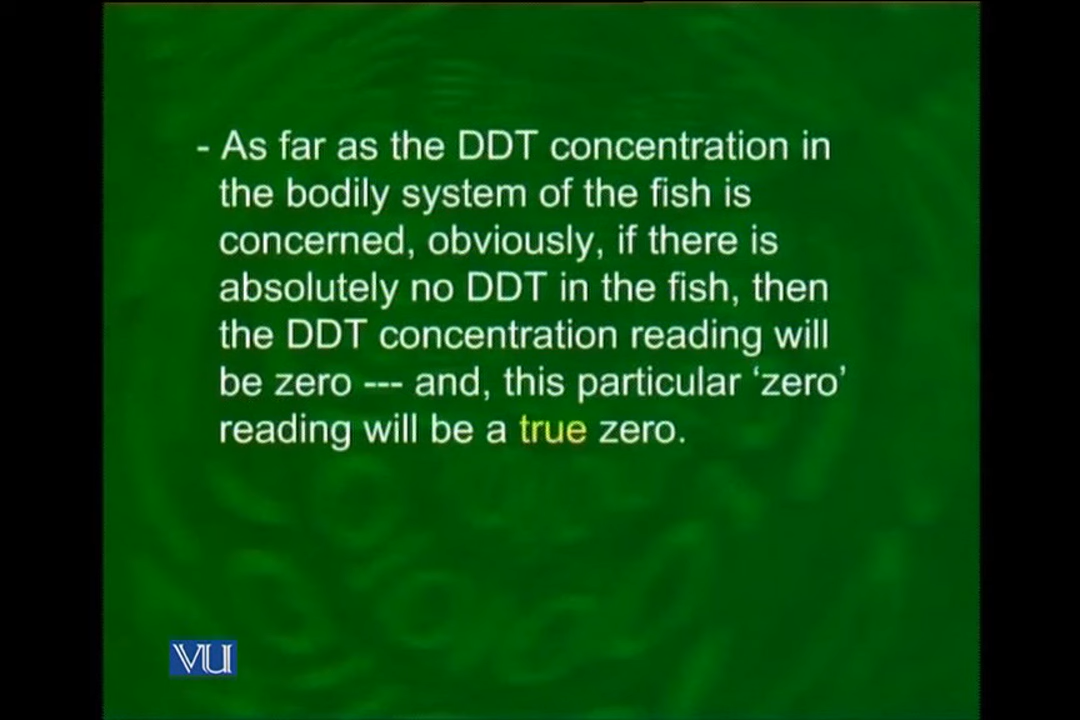 - As far as the DDT concentration in
the bodily system of the fish is
concerned, obviously, if there is
absolutely no DDT in the fish, then
the DDT concentration reading will
be zero --- and, this particular ‘zero’
reading will be a true zero.
VU